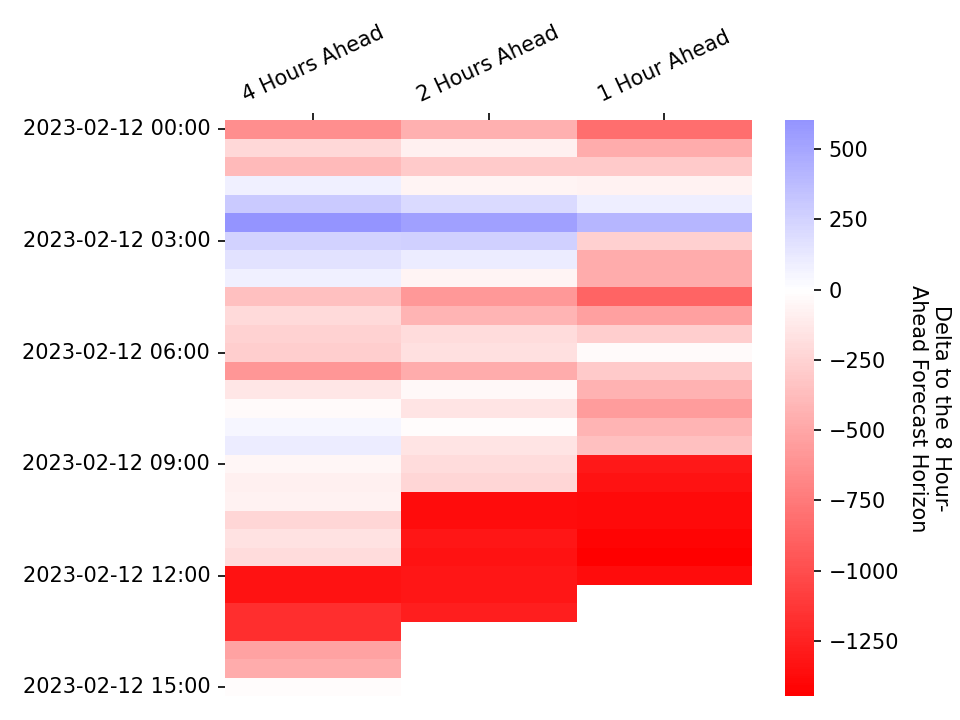 4 Hours Ahead
2 Hours Ahead
1 Hour Ahead
2023-02-12 00:00
2023-02-12 03:00
2023-02-12 06:00
2023-02-12 09:00
2023-02-12 12:00
2023-02-12 15:00
500
250
0
−250
−500
−750
−1000
−1250
Delta to the 8 Hour-
Ahead Forecast Horizon